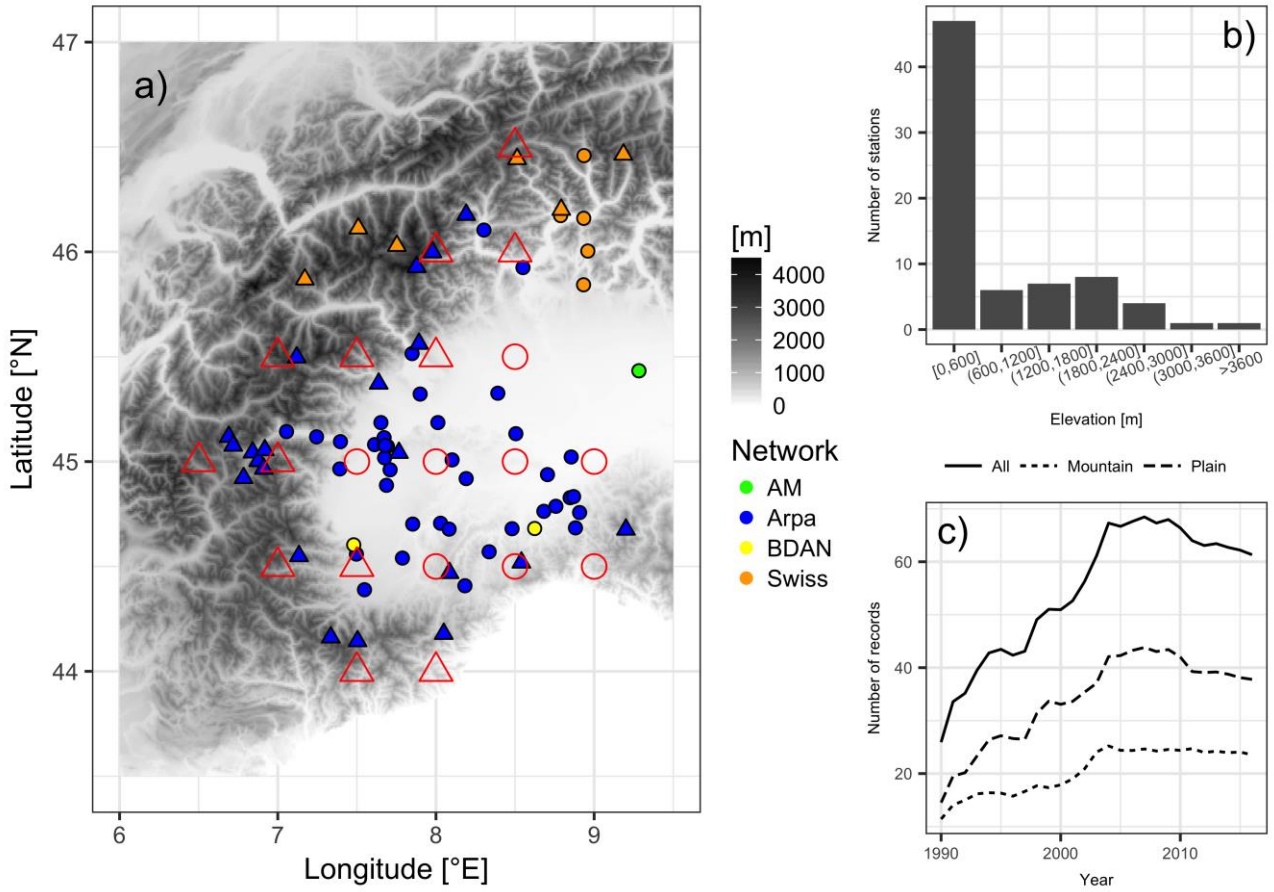 a)
47
46
45
44
Latitude [°N]
6
7
8
9
Longitude [°E]
[m]
4000
3000
2000
1000
0
Network
AM
Arpa
BDAN
Swiss
b)
40
30
20
10
0
Number of stations
[0,600]
(600,1200]
(1200,1800]
(1800,2400]
(2400,3000]
(3000,3600]
>3600
Elevation [m]
All Mountain Plain
c)
60
40
20
Number of records
1990
2000
2010
Year